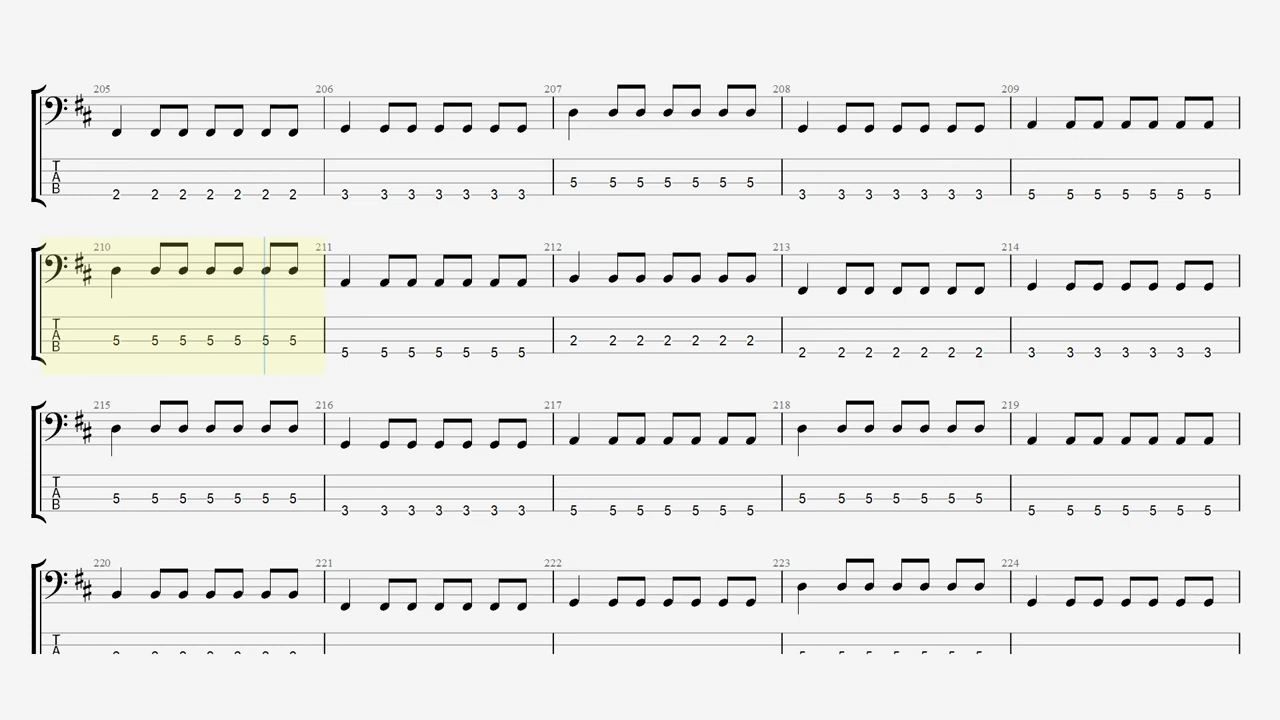 205 206 207 208 209
5 5 5 5 5 5 5
T A B 2 2 2 2 2 2 2 3 3 3 3 3 3 3 3 3 3 3 3 3 3 5 5 5 5 5 5 5
210 211 212 213 214
T A B 5 5 5 5 5 5 5 2 2 2 2 2 2 2
5 5 5 5 5 5 5 2 2 2 2 2 2 2 3 3 3 3 3 3 3
215 216 217 218 219
T A B 5 5 5 5 5 5 5 5 5 5 5 5 5 5
3 3 3 3 3 3 3 5 5 5 5 5 5 5 5 5 5 5 5 5 5
220 221 222 223 224
T